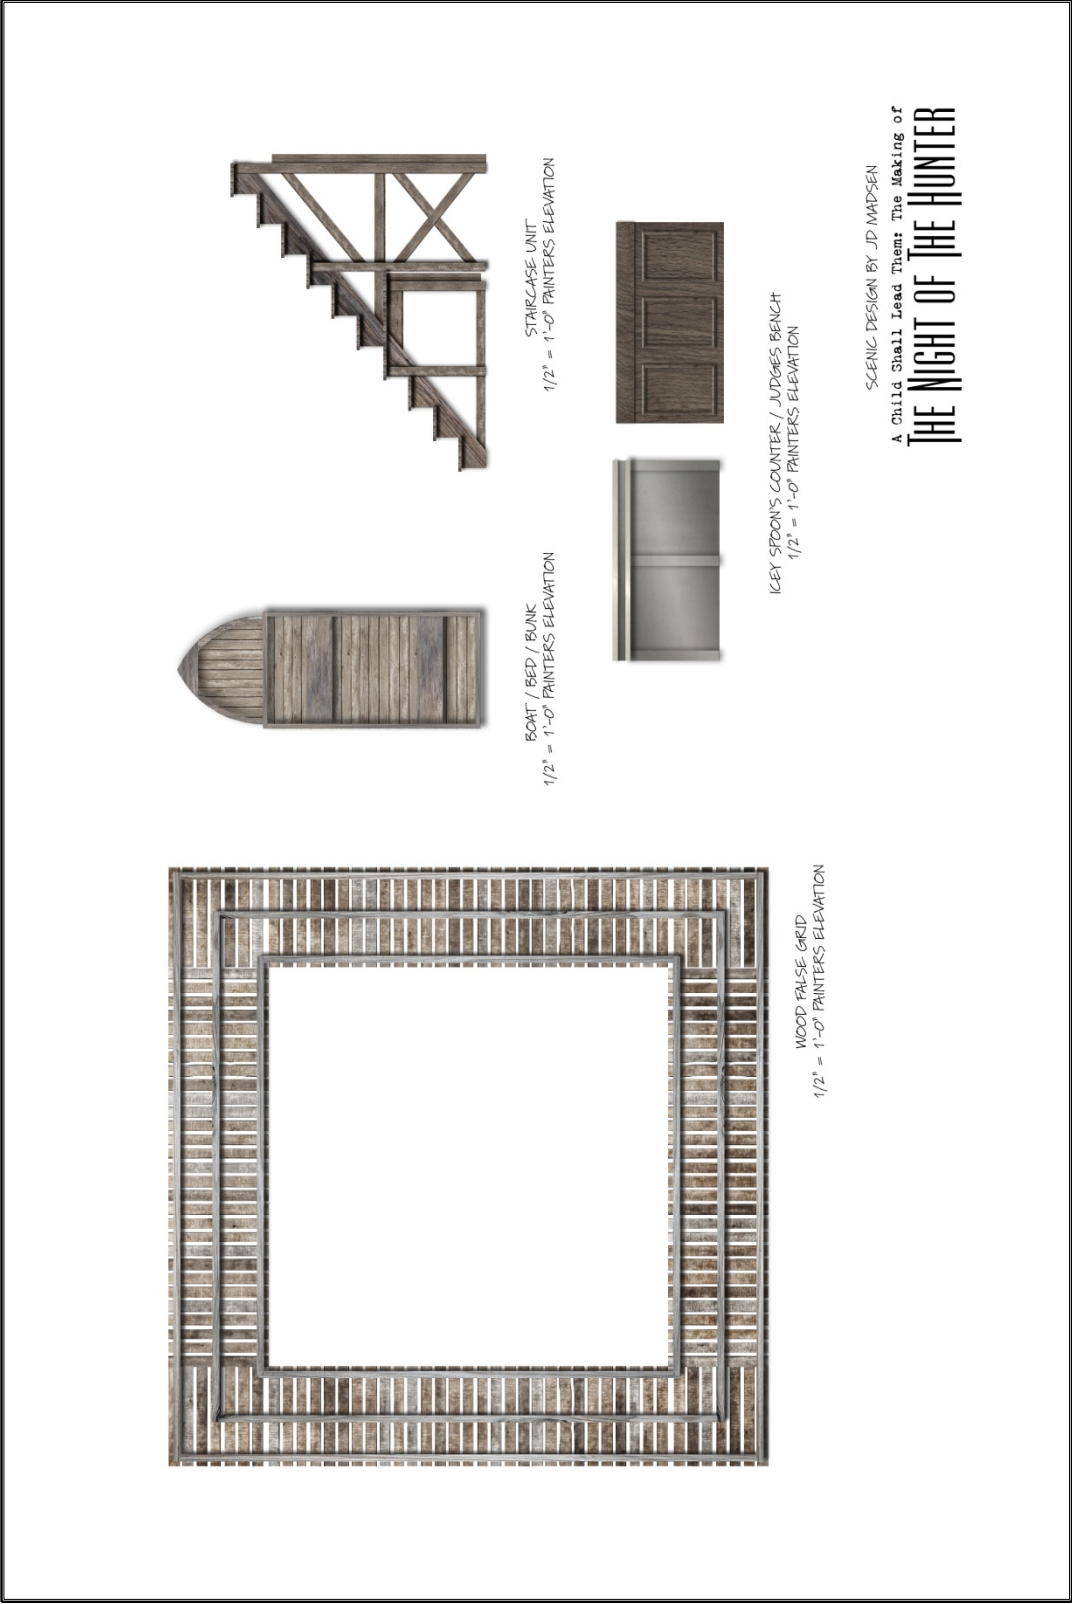 WOOD FALSE GRID
1/2" = 1'-0" PAINTERS ELEVATION
BOAT / BED / BUNK
1/2" = 1'-0" PAINTERS ELEVATION
STAIRCASE UNIT
1/2" = 1'-0" PAINTERS ELEVATION
ICEY SPOON'S COUNTER / JUDGES BENCH
1/2" = 1'-0" PAINTERS ELEVATION
SCENIC DESIGN BY JD MADSEN
A Child Shall Lead Them: The Making of
THE NIGHT OF THE HUNTER